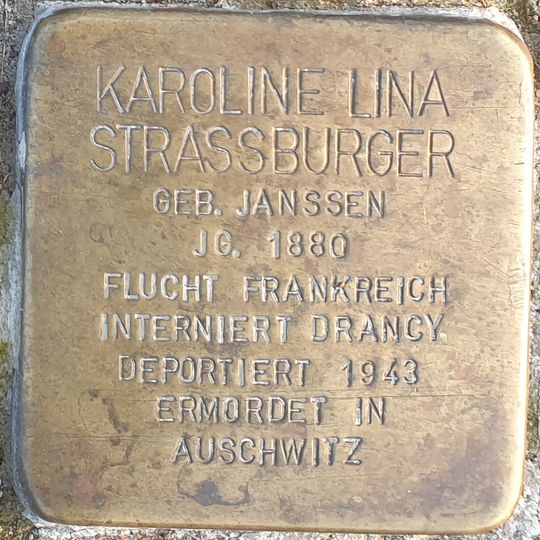 KAROLINE LINA
STRASSBURGER
GEB. JANSSEN
JG. 1880
FLUCHT FRANKREICH
INTERNIERT DRANCY
DEPORTIERT 1943
ERMORDET IN
AUSCHWITZ